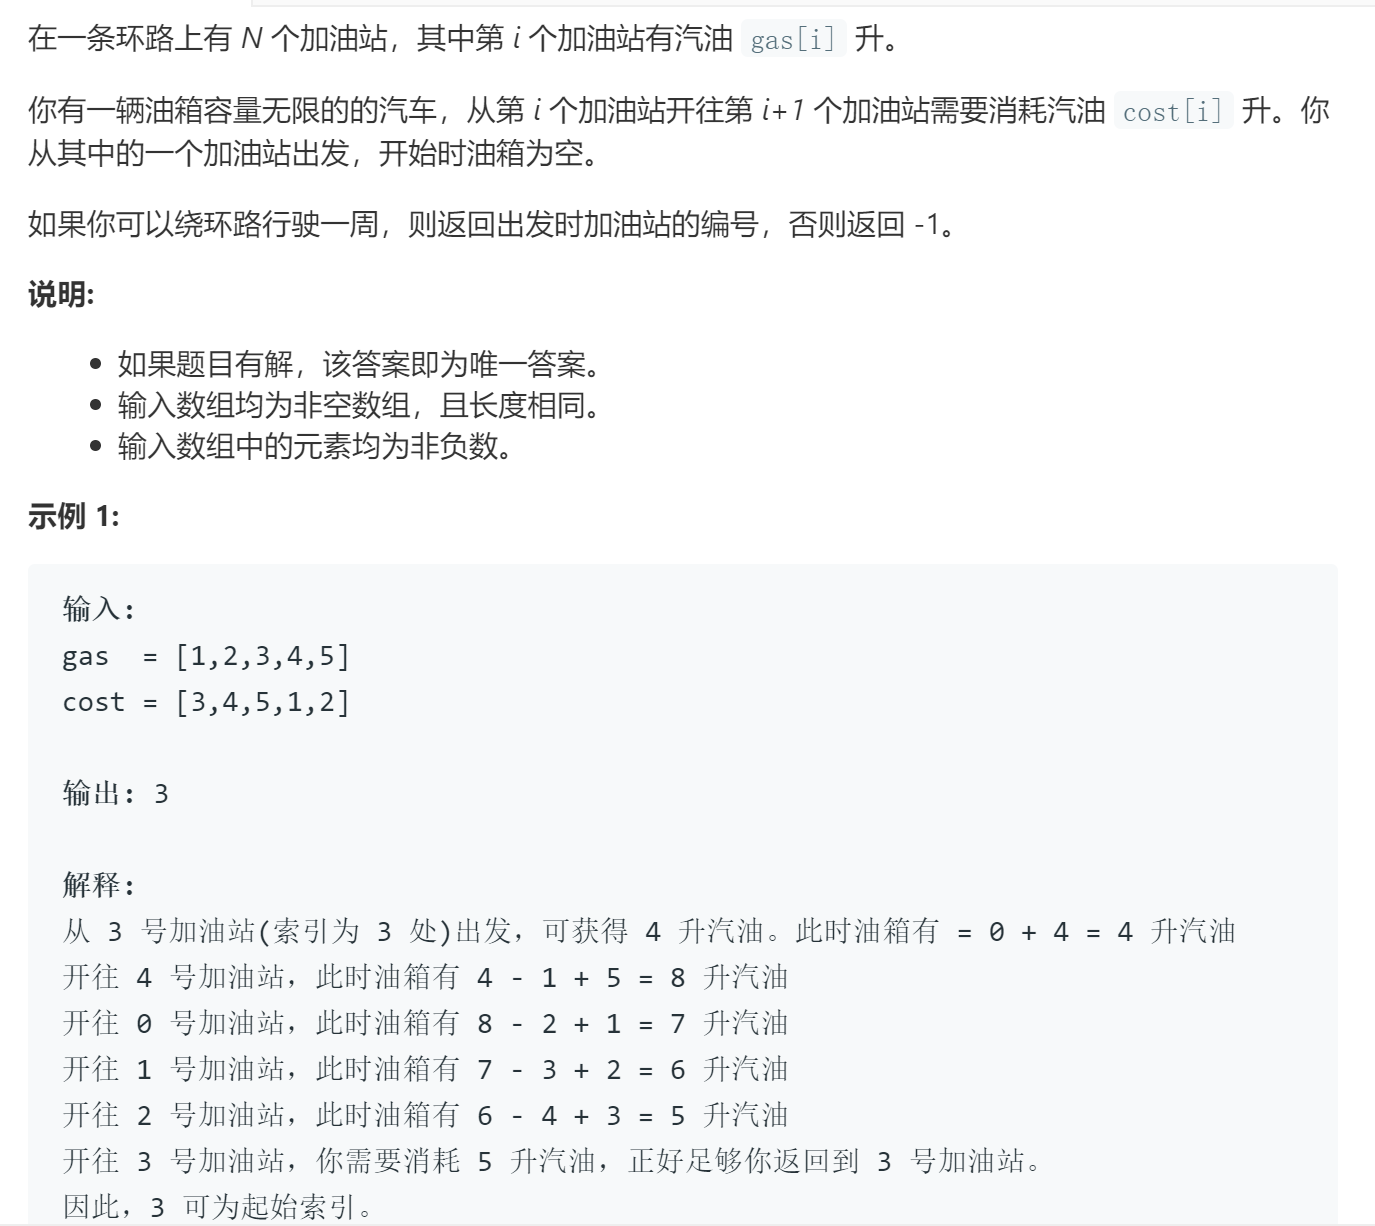 在一条环路上有 N 个加油站，其中第 i 个加油站有汽油 gas[i] 升。
你有一辆油箱容量无限的的汽车，从第 i 个加油站开往第 i+1 个加油站需要消耗汽油 cost[i] 升。你
从其中的一个加油站出发，开始时油箱为空。
如果你可以绕环路行驶一周，则返回出发时加油站的编号，否则返回 -1。
说明:
• 如果题目有解，该答案即为唯一答案。
• 输入数组均为非空数组，且长度相同。
• 输入数组中的元素均为非负数。
示例 1:
输入:
gas  = [1,2,3,4,5]
cost = [3,4,5,1,2]
输出: 3
解释:
从 3 号加油站(索引为 3 处)出发，可获得 4 升汽油。此时油箱有 = 0 + 4 = 4 升汽油
开往 4 号加油站，此时油箱有 4 - 1 + 5 = 8 升汽油
开往 0 号加油站，此时油箱有 8 - 2 + 1 = 7 升汽油
开往 1 号加油站，此时油箱有 7 - 3 + 2 = 6 升汽油
开往 2 号加油站，此时油箱有 6 - 4 + 3 = 5 升汽油
开往 3 号加油站，你需要消耗 5 升汽油，正好足够你返回到 3 号加油站。
因此，3 可为起始索引。